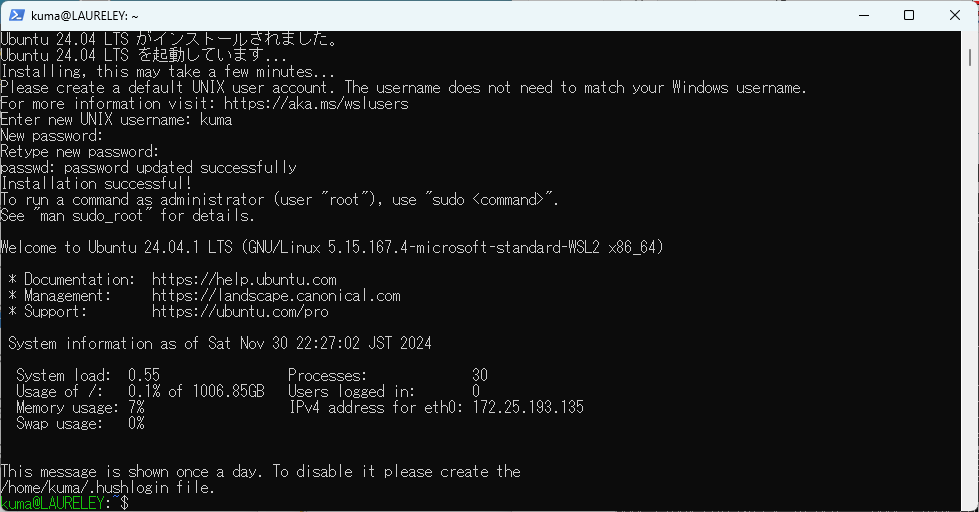 kuma@LAURELEY: ~
Ubuntu 24.04 LTS がインストールされました。
Ubuntu 24.04 LTS を起動しています...
Installing, this may take a few minutes...
Please create a default UNIX user account. The username does not need to match your Windows username.
For more information visit: https://aka.ms/wslusers
Enter new UNIX username: kuma
New password:
Retype new password:
passwd: password updated successfully
Installation successful!
To run a command as administrator (user "root"), use "sudo <command>".
See "man sudo_root" for details.
Welcome to Ubuntu 24.04.1 LTS (GNU/Linux 5.15.167.4-microsoft-standard-WSL2 x86_64)
* Documentation:  https://help.ubuntu.com
* Management:     https://landscape.canonical.com
* Support:        https://ubuntu.com/pro
System information as of Sat Nov 30 22:27:02 JST 2024
System load:  0.55                Processes:             30
Usage of /:   0.1% of 1006.85GB   Users logged in:       0
Memory usage: 7%                  IPv4 address for eth0: 172.25.193.135
Swap usage:   0%
This message is shown once a day. To disable it please create the
/home/kuma/.hushlogin file.
kuma@LAURELEY:~$